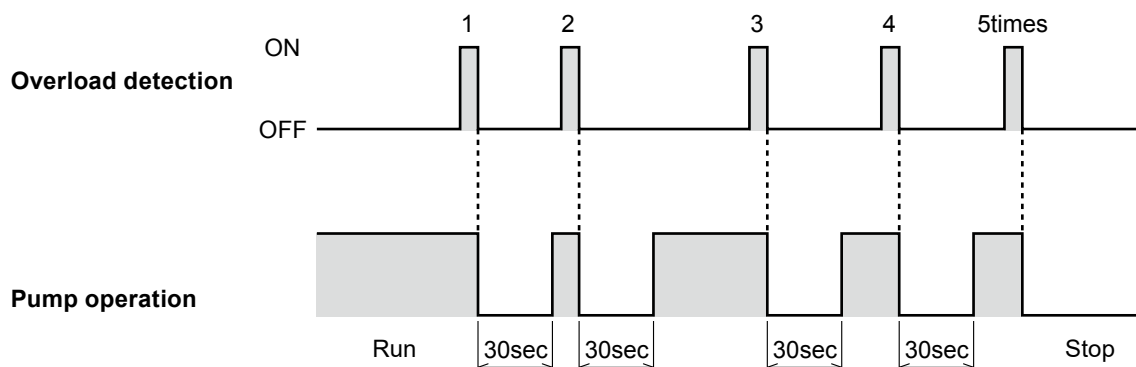 1 2 3 4 5times
ON
Overload detection
OFF
Pump operation
Run 30sec 30sec 30sec 30sec Stop